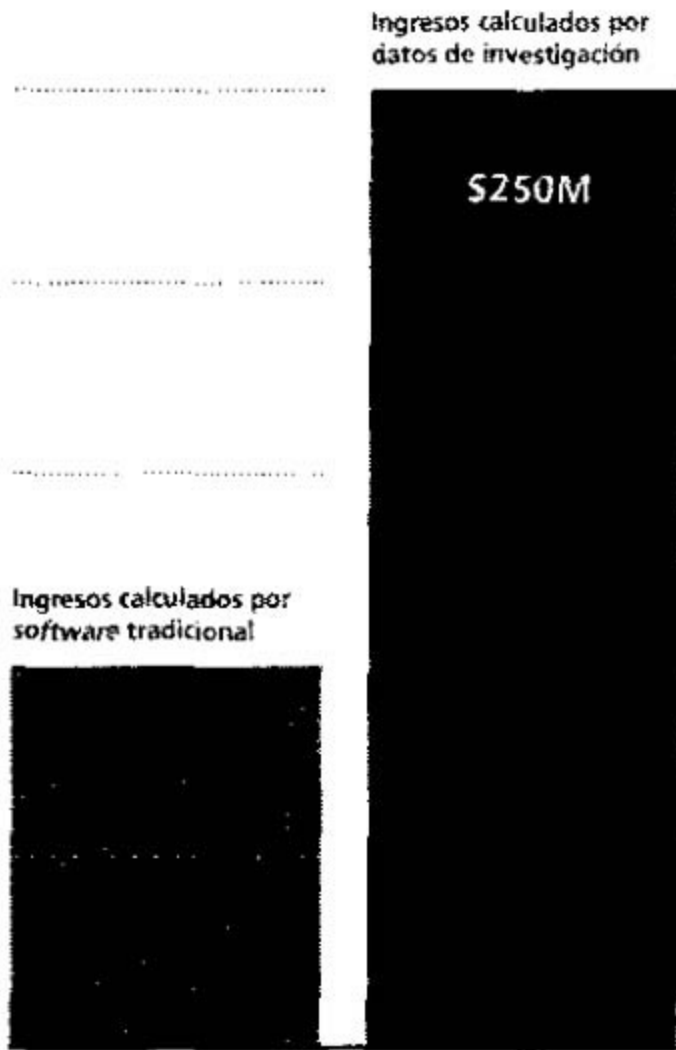 Ingresos calculados por
datos de investigación
$250M
Ingresos calculados por
software tradicional